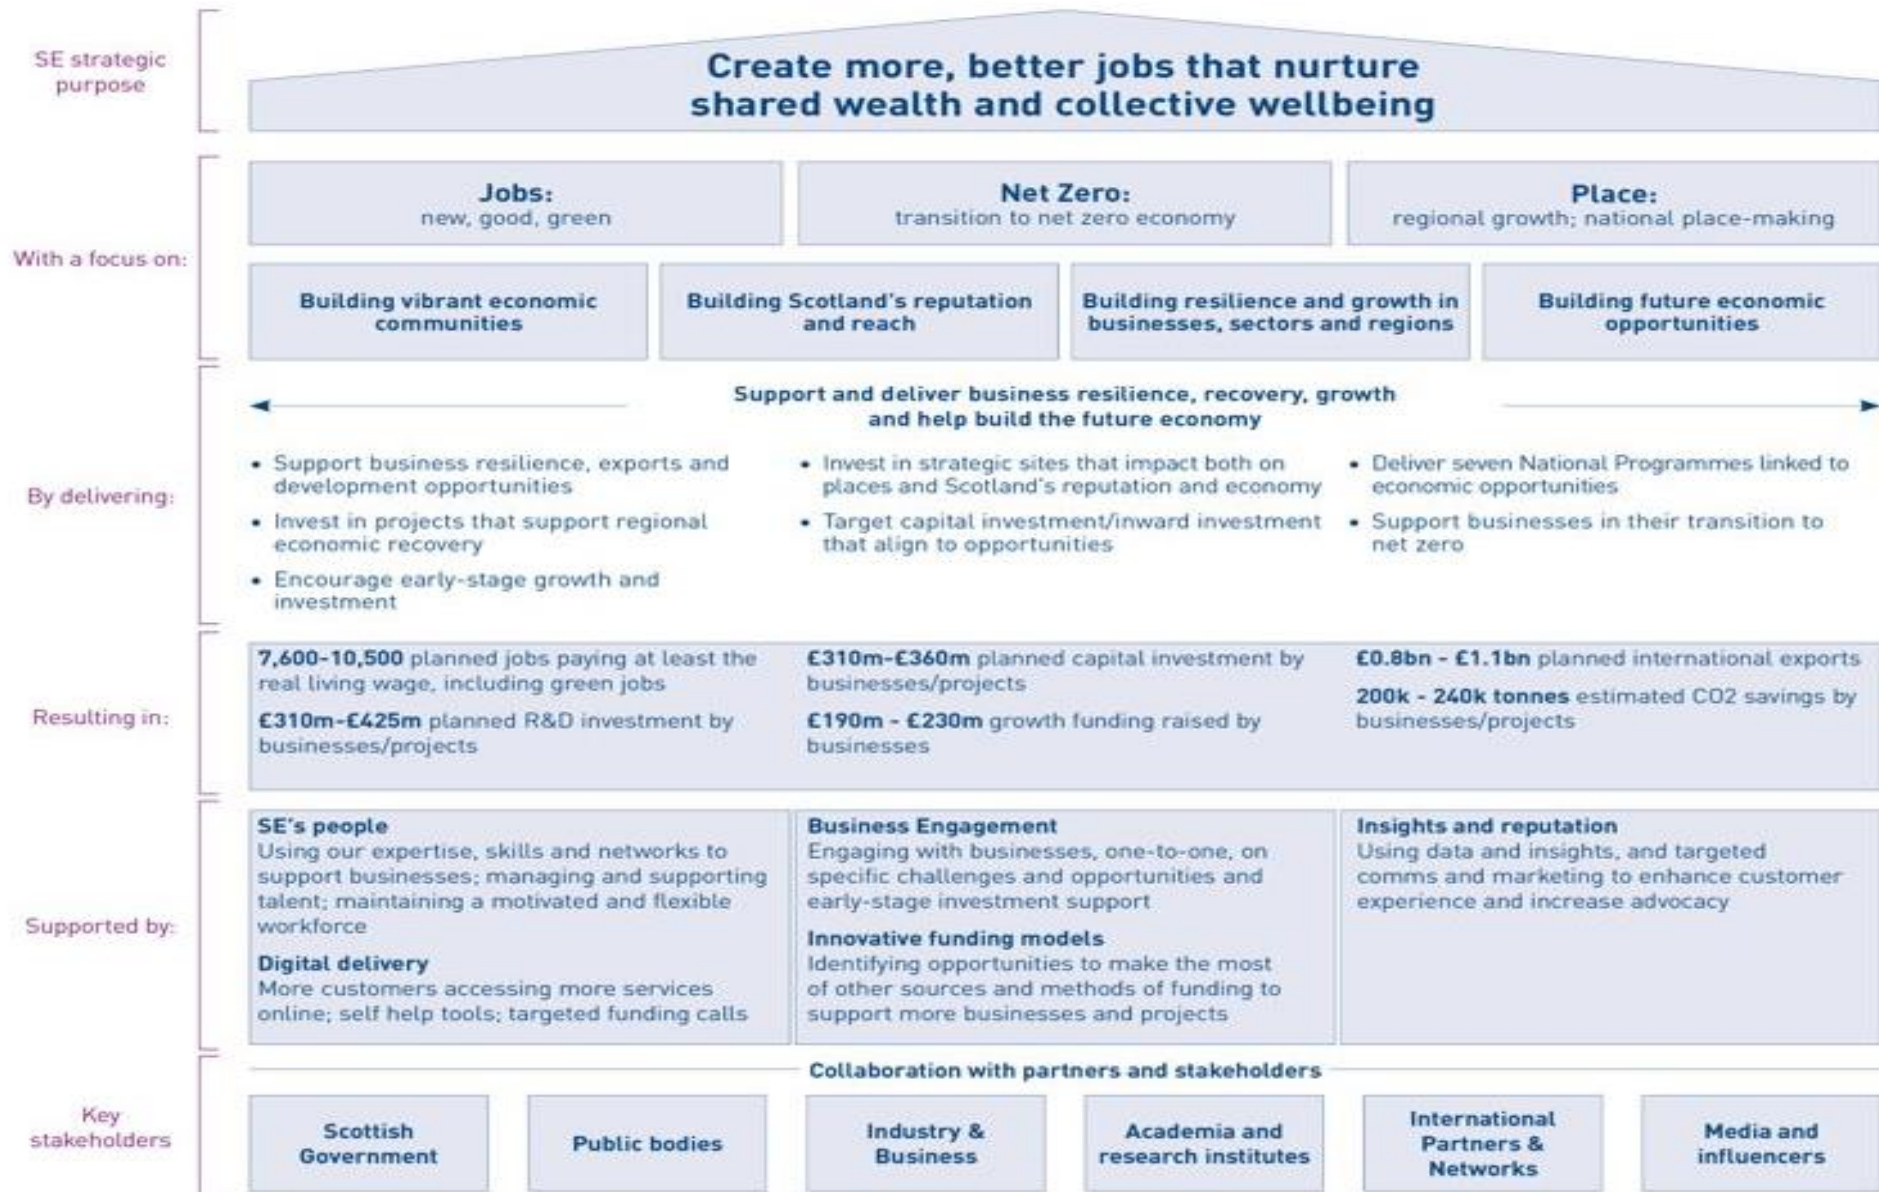 SE strategic
purpose
Create more, better jobs that nurture
shared wealth and collective wellbeing
With a focus on:
Jobs:
new, good, green
Net Zero:
transition to net zero economy
Place:
regional growth; national place-making
Building vibrant economic
communities
Building Scotland's reputation
and reach
Building resilience and growth in
businesses, sectors and regions
Building future economic
opportunities
By delivering:
Support and deliver business resilience, recovery, growth
and help build the future economy
• Support business resilience, exports and
development opportunities
• Invest in projects that support regional
economic recovery
• Encourage early-stage growth and
investment
• Invest in strategic sites that impact both on
places and Scotland's reputation and economy
• Target capital investment/inward investment
that align to opportunities
• Deliver seven National Programmes linked to
economic opportunities
• Support businesses in their transition to
net zero
Resulting in:
7,600-10,500 planned jobs paying at least the
real living wage, including green jobs
£310m-£425m planned R&D investment by
businesses/projects
£310m-£360m planned capital investment by
businesses/projects
£190m - £230m growth funding raised by
businesses
£0.8bn - £1.1bn planned international exports
200k - 240k tonnes estimated CO2 savings by
businesses/projects
Supported by:
SE's people
Using our expertise, skills and networks to
support businesses; managing and supporting
talent; maintaining a motivated and flexible
workforce
Digital delivery
More customers accessing more services
online; self help tools; targeted funding calls
Business Engagement
Engaging with businesses, one-to-one, on
specific challenges and opportunities and
early-stage investment support
Innovative funding models
Identifying opportunities to make the most
of other sources and methods of funding to
support more businesses and projects
Insights and reputation
Using data and insights, and targeted
comms and marketing to enhance customer
experience and increase advocacy
Key
stakeholders
Collaboration with partners and stakeholders
Scottish
Government
Public bodies
Industry &
Business
Academia and
research institutes
International
Partners &
Networks
Media and
influencers